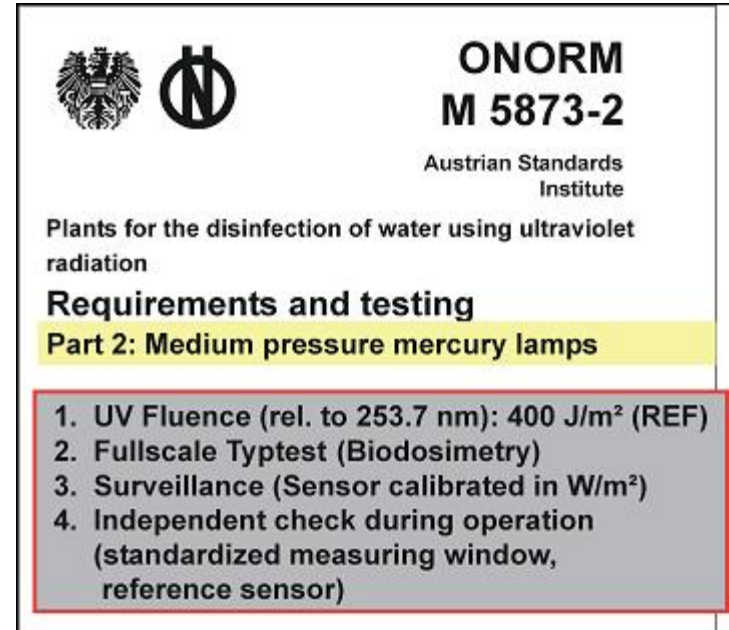 ONORM
M 5873-2
Austrian Standards
Institute
Plants for the disinfection of water using ultraviolet
radiation
Requirements and testing
Part 2: Medium pressure mercury lamps
1. UV Fluence (rel. to 253.7 nm): 400 J/m² (REF)
2. Fullscale Typtest (Biodosimetry)
3. Surveillance (Sensor calibrated in W/m²)
4. Independent check during operation
(standardized measuring window,
reference sensor)